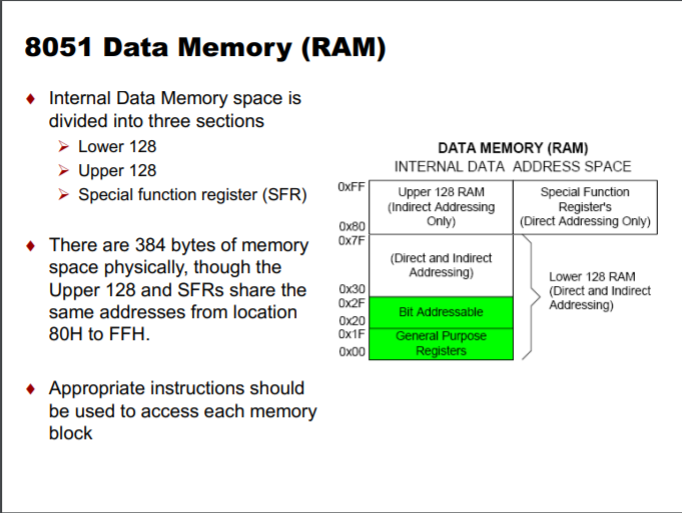 8051 Data Memory (RAM)
Internal Data Memory space is
divided into three sections
Lower 128
Upper 128
Special function register (SFR)
There are 384 bytes of memory
space physically, though the
Upper 128 and SFRs share the
same addresses from location
80H to FFH.
Appropriate instructions should
be used to access each memory
block
DATA MEMORY (RAM)
INTERNAL DATA ADDRESS SPACE
0xFF
Upper 128 RAM
(Indirect Addressing
Only)
0x80
Special Function
Register's
(Direct Addressing Only)
0x7F
(Direct and Indirect
Addressing)
0x30
0x2F
Bit Addressable
0x20
0x1F
General Purpose
Registers
0x00
Lower 128 RAM
(Direct and Indirect
Addressing)